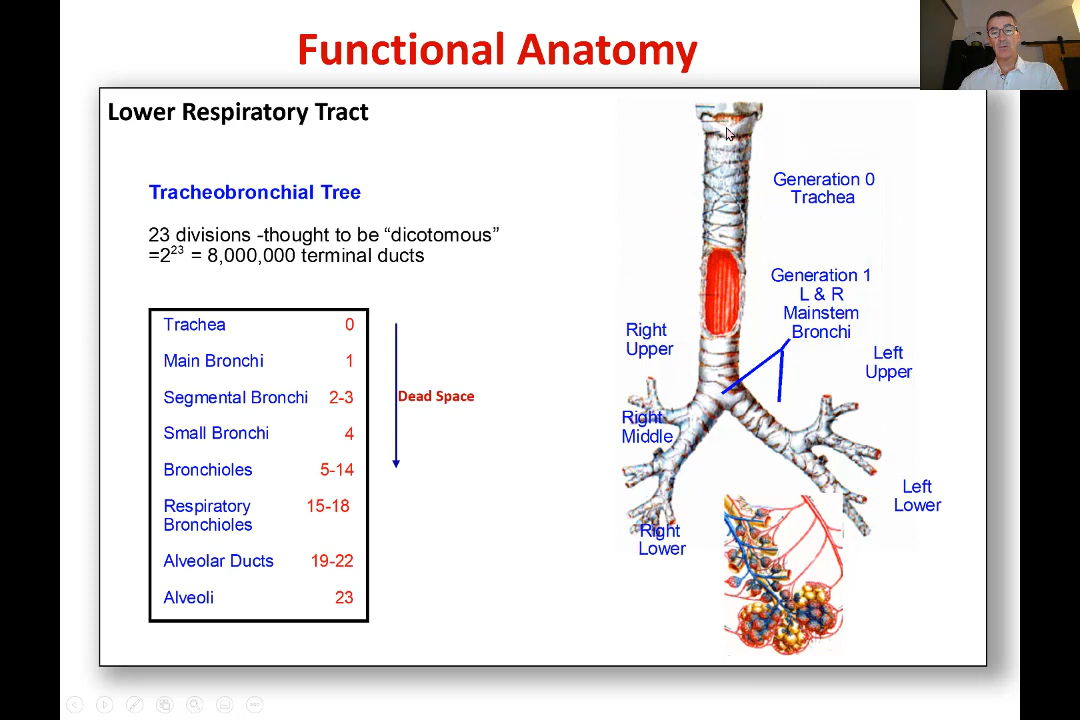 Functional Anatomy
Lower Respiratory Tract
Tracheobronchial Tree
23 divisions -thought to be “dicotomous”
=2²³ = 8,000,000 terminal ducts
Trachea 0
Main Bronchi 1
Segmental Bronchi 2-3
Small Bronchi 4
Bronchioles 5-14
Respiratory 15-18
Bronchioles
Alveolar Ducts 19-22
Alveoli 23
Dead Space
Generation 0
Trachea
Generation 1
L & R
Mainstem
Bronchi
Right
Upper
Left
Upper
Right
Middle
Left
Lower
Right
Lower